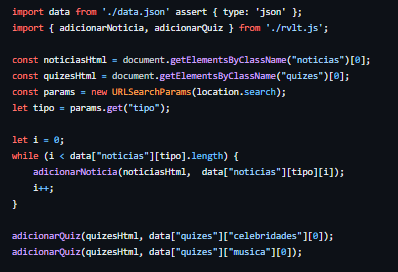 import data from './data.json' assert { type: 'json' };
import { adicionarNoticia, adicionarQuiz } from './rvlt.js';
const noticiasHtml = document.getElementsByClassName("noticias")[0];
const quizesHtml = document.getElementsByClassName("quizes")[0];
const params = new URLSearchParams(location.search);
let tipo = params.get("tipo");
let i = 0;
while (i < data["noticias"][tipo].length) {
    adicionarNoticia(noticiasHtml,  data["noticias"][tipo][i]);
    i++;
}
adicionarQuiz(quizesHtml, data["quizes"]["celebridades"][0]);
adicionarQuiz(quizesHtml, data["quizes"]["musica"][0]);